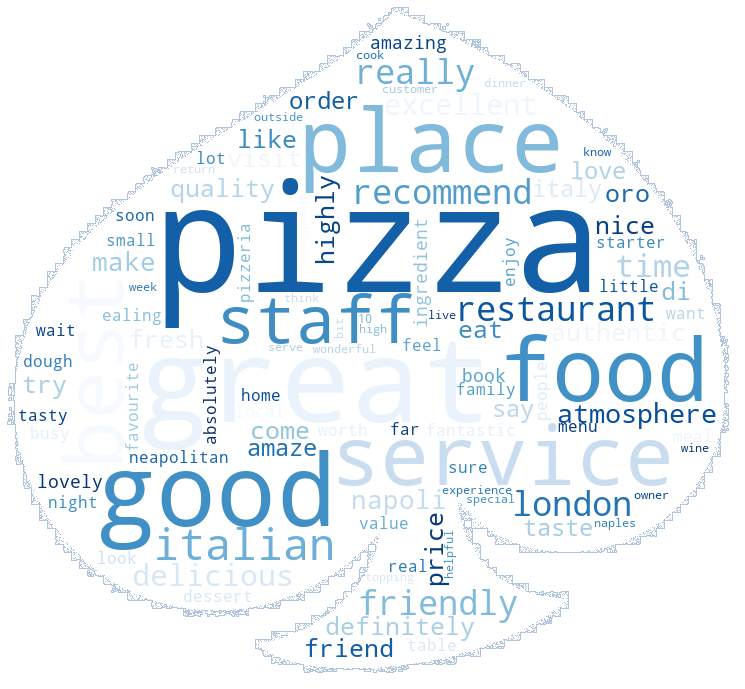 amazing
cook
really
customer
dinner
order
excellent
outside
place
like
know
lot
visit
return
love
quality
highly
recommend
italy
oro
pizza
soon
nice
small
pizzeria
ingredient
enjoy
starter
make
time
week
think
little
di
best
staff
live
restaurant
want
ealing
10
bit
high
wait
fresh
eat
authentic
serve
wonderful
feel
great
food
dough
absolutely
try
favourite
home
book
family
people
say
tasty
local
atmosphere
busy
come
worth
far
fantastic
menu
meal
neapolitan
amaze
service
wine
good
sure
lovely
night
napoli
experience
special
london
owner
value
taste
naples
italian
price
helpful
look
real
delicious
topping
dessert
friendly
definitely
friend
table